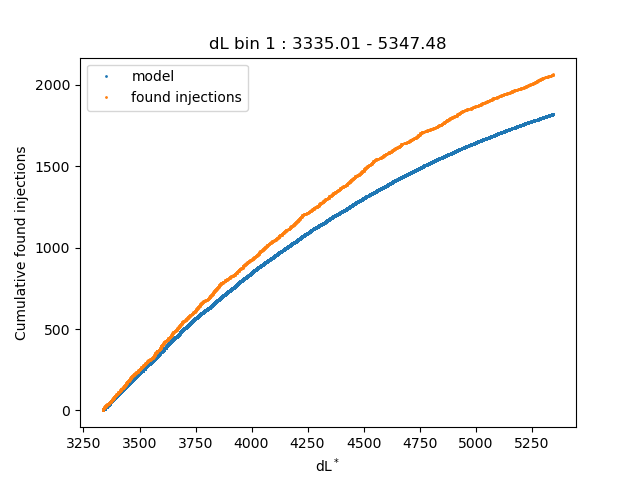 dL bin 1 : 3335.01 - 5347.48
model
found injections
Cumulative found injections
2000
1500
1000
500
0
3250 3500 3750 4000 4250 4500 4750 5000 5250
dL*